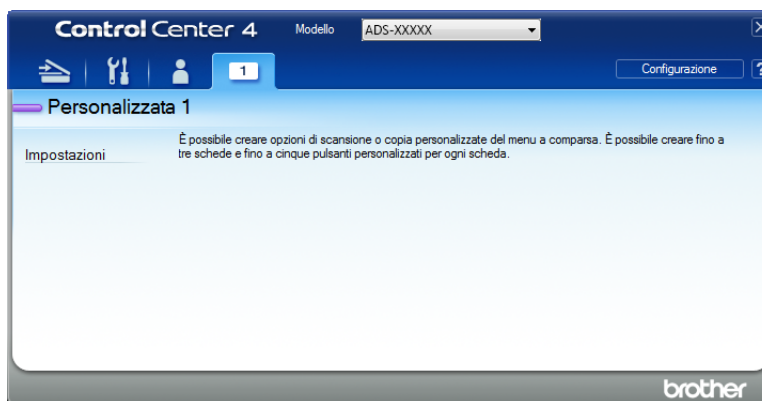 Control Center 4 Modello ADS-XXXXX
1 Configurazione ?
Personalizzata 1
Impostazioni
È possibile creare opzioni di scansione o copia personalizzate del menu a comparsa. È possibile creare fino a
tre schede e fino a cinque pulsanti personalizzati per ogni scheda.
brother